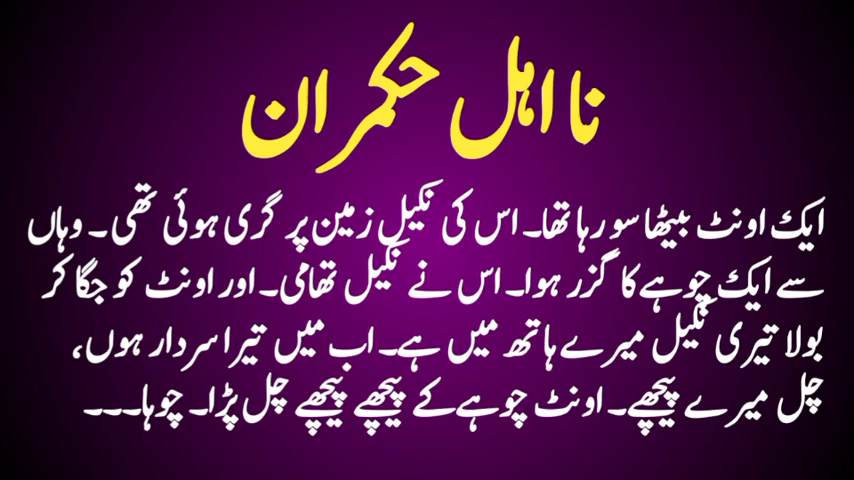 نا اہل حکمران
ایک اونٹ بیٹھا سو رہا تھا۔ اس کی نکیل زمین پر گری ہوئی تھی۔ وہاں
سے ایک چوہے کا گزر ہوا۔ اس نے نکیل تھامی۔ اور اونٹ کو جگا کر
بولا تیری نکیل میرے ہاتھ میں ہے۔ اب میں تیرا سردار ہوں،
چل میرے پیچھے۔ اونٹ چوہے کے پیچھے پیچھے چل پڑا۔ چوہا۔۔۔